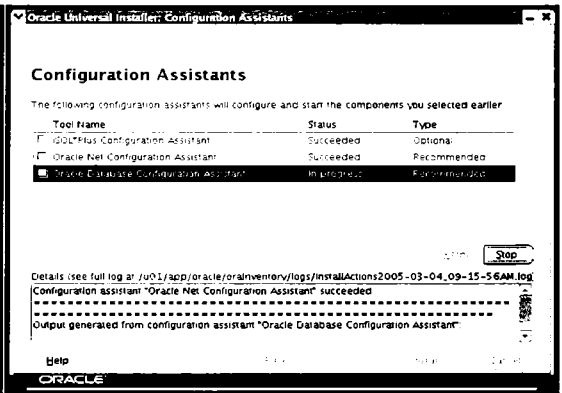 Oracle Universal Installer: Configuration Assistants
Configuration Assistants
The following configuration assistants will configure and start the components you selected earlier
Tool Name Status Type
iSQL*Plus Configuration Assistant Succeeded Optional
Oracle Net Configuration Assistant Succeeded Recommended
Oracle Database Configuration Assistant In progress Recommended
Stop
Details (see full log at /u01/app/oracle/oraInventory/logs/installActions2005-03-04_09-15-56AM.log
Configuration assistant "Oracle Net Configuration Assistant" succeeded
Output generated from configuration assistant "Oracle Database Configuration Assistant":
Help
ORACLE